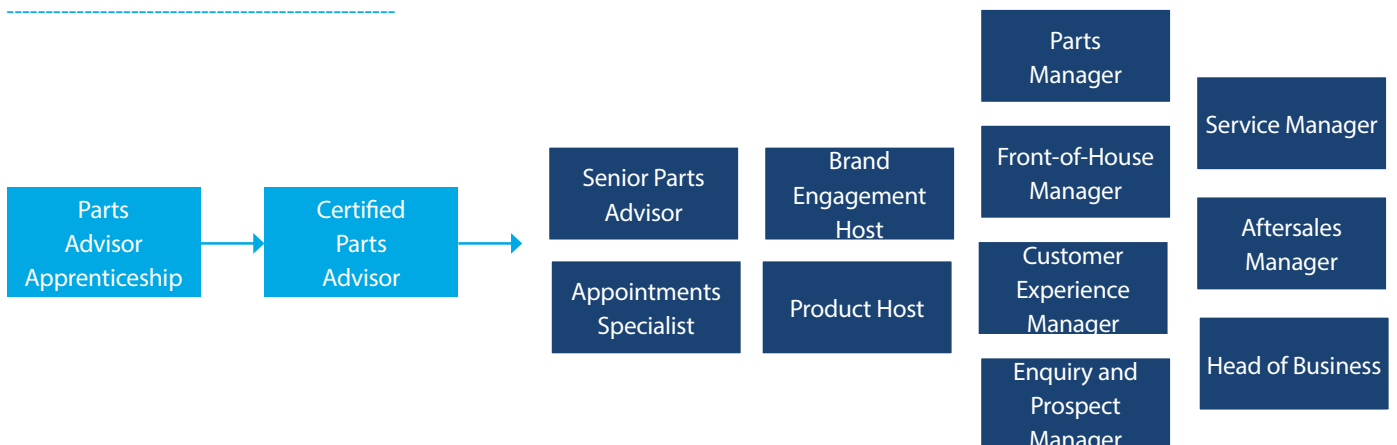 Parts
Advisor
Apprenticeship
Certified
Parts
Advisor
Senior Parts
Advisor
Appointments
Specialist
Brand
Engagement
Host
Product Host
Parts
Manager
Front-of-House
Manager
Customer
Experience
Manager
Enquiry and
Prospect
Manager
Service Manager
Aftersales
Manager
Head of Business